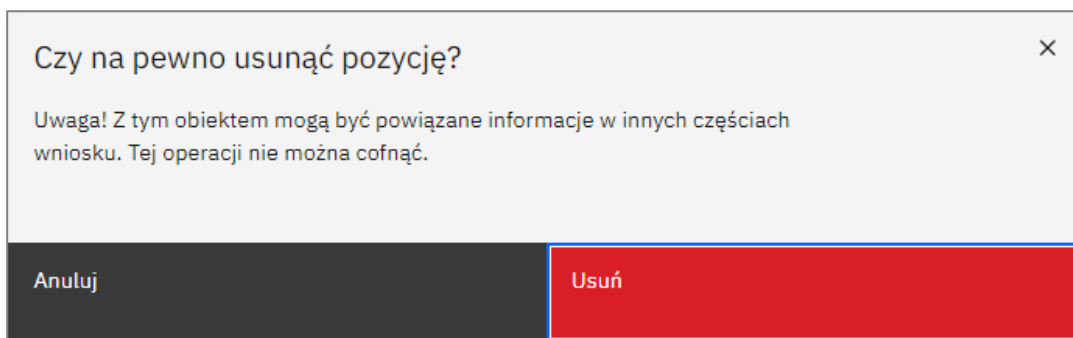 Czy na pewno usunąć pozycję?
Uwaga! Z tym obiektem mogą być powiązane informacje w innych częściach
wniosku. Tej operacji nie można cofnąć.
Anuluj
Usuń